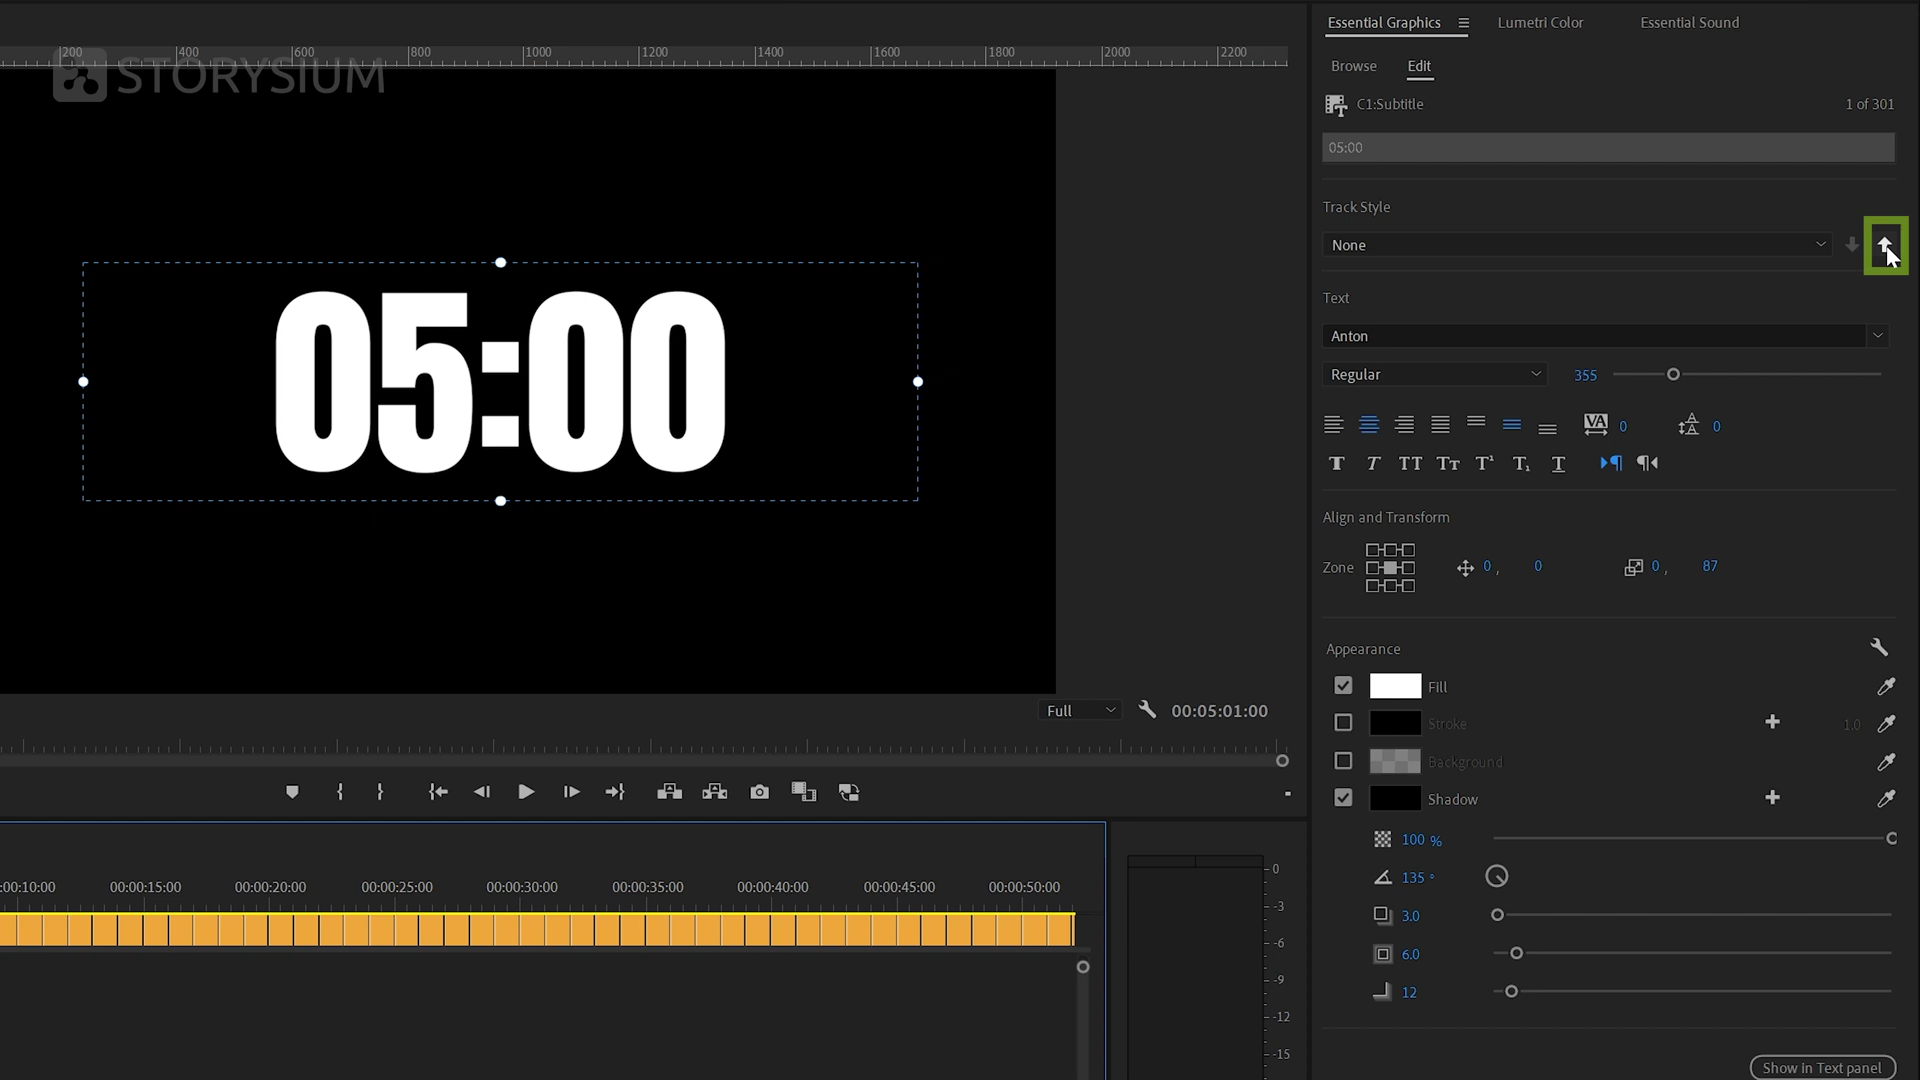 Essential Graphics Lumetri Color Essential Sound
200 400 600 800 1000 1200 1400 1600 1800 2000 2200
STORYSIUM
Browse Edit
C1:Subtitle 1 of 301
05:00
Track Style
None
05:00
Text
Anton
Regular 355
VA 0 A 0
T T TT Tт T¹ T₁ T
Align and Transform
Zone 0, 0 0, 87
Appearance
Fill
Full 00:05:01:00
Stroke 1.0
Background
Shadow
100 %
135 °
3.0
6.0
12
:00:10:00 00:00:15:00 00:00:20:00 00:00:25:00 00:00:30:00 00:00:35:00 00:00:40:00 00:00:45:00 00:00:50:00
0
-3
-6
-9
-12
-15
Show in Text panel